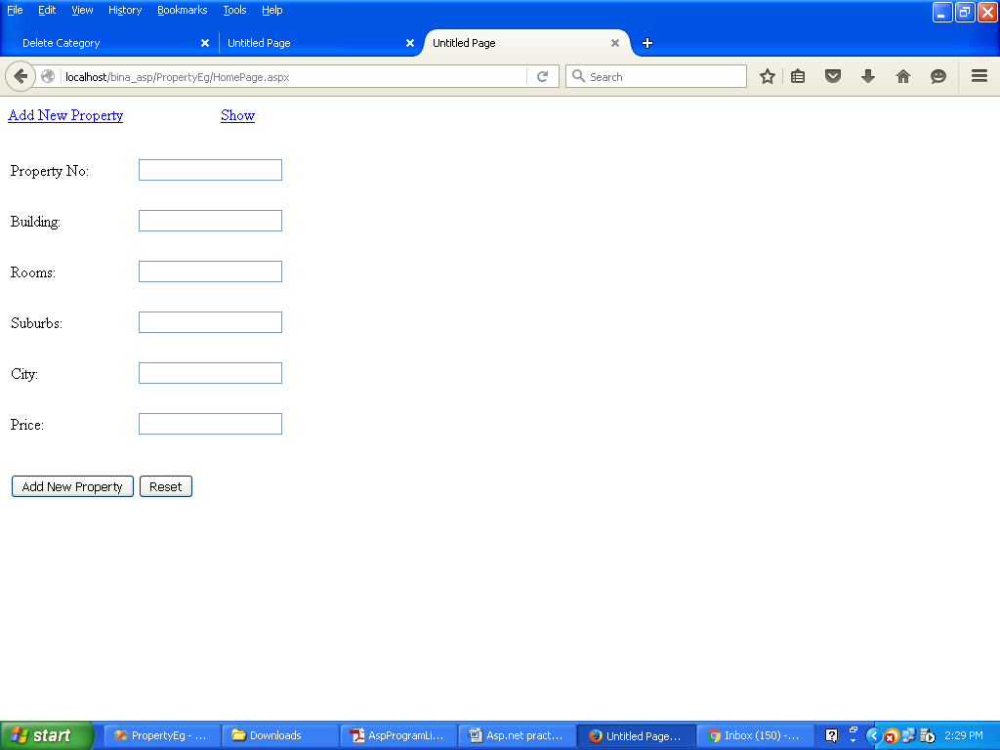 File Edit View History Bookmarks Tools Help
Delete Category Untitled Page Untitled Page
localhost/bina_asp/PropertyEg/HomePage.aspx Search
Add New Property Show
Property No:
Building:
Rooms:
Suburbs:
City:
Price:
Add New Property Reset
start PropertyEg - ... Downloads AspProgramLi... Asp.net pract... Untitled Page... Inbox (150) -... 2:29 PM